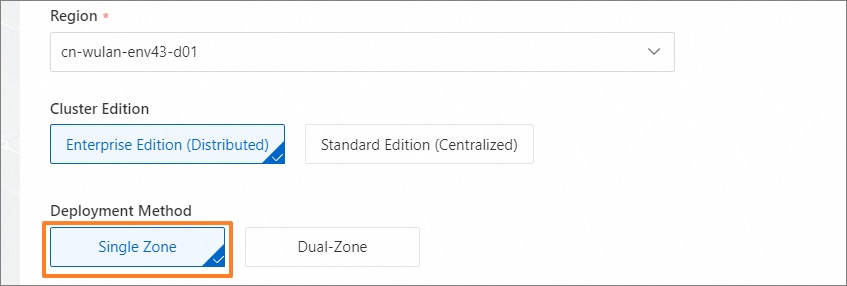 Region *
cn-wulan-env43-d01
Cluster Edition
Enterprise Edition (Distributed) Standard Edition (Centralized)
Deployment Method
Single Zone Dual-Zone